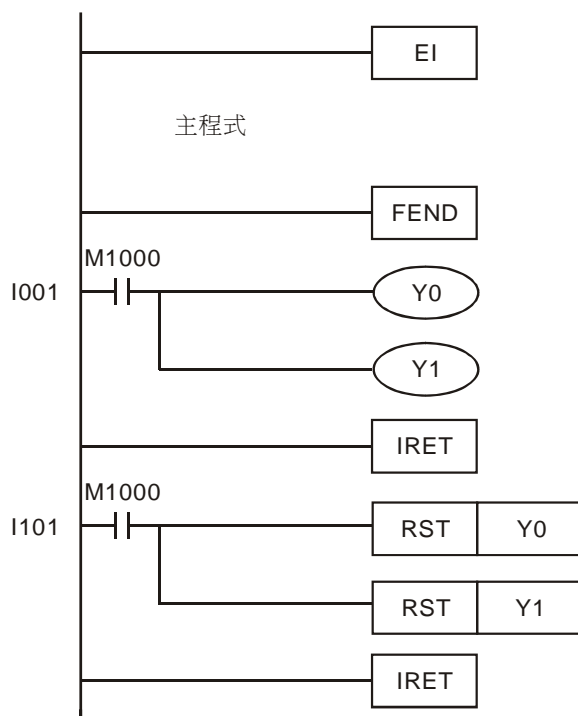 EI
主程式
FEND
M1000
I001
Y0
Y1
IRET
M1000
I101
RST Y0
RST Y1
IRET